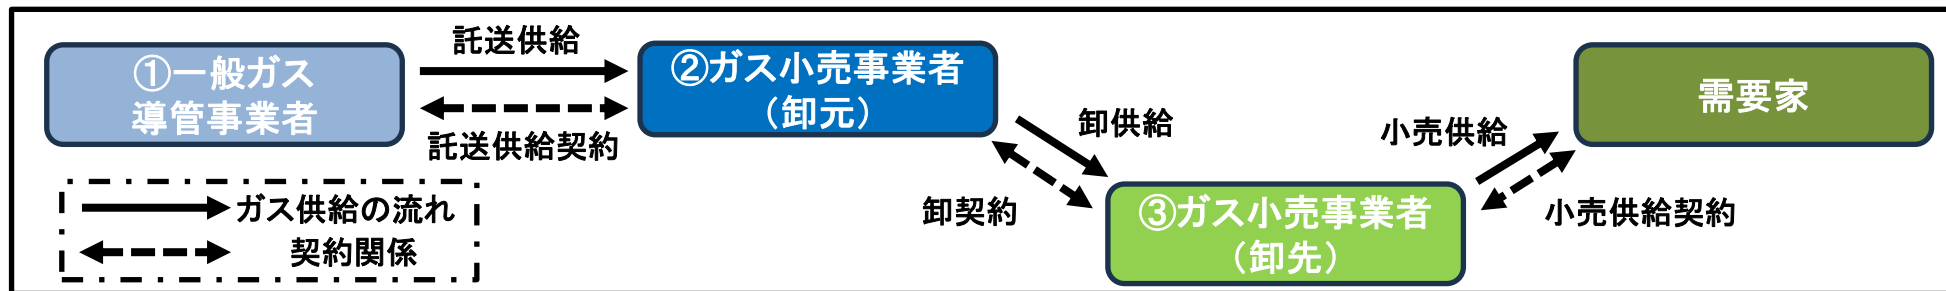 ①一般ガス
導管事業者
託送供給
託送供給契約
②ガス小売事業者
（卸元）
卸供給
卸契約
③ガス小売事業者
（卸先）
小売供給
小売供給契約
需要家
ガス供給の流れ
契約関係